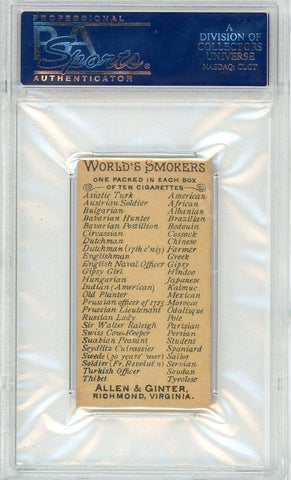 PROFESSIONAL
PSA
Sports
AUTHENTICATOR
A
DIVISION OF
COLLECTORS
UNIVERSE
NASDAQ: CLCT
WORLD'S SMOKERS
ONE PACKED IN EACH BOX
OF TEN CIGARETTES
Asiatic Turk American
Austrian Soldier African
Bulgarian Albanian
Bavarian Hunter Brazilian
Bavarian Postillion Bedouin
Circassian Cossack
Dutchman Chinese
Dutchman (17th c'n'y) Farmer
Englishman Greek
English Naval Officer Gipsy
Gipsy Girl Hindoo
Hungarian Japanese
Indian (American) Kalmuc
Old Planter Mexican
Prussian officer of 1715 Morocco
Prussian Lieutenant Odalisque
Russian Lady Pole
Sir Walter Raleigh Parisian
Swiss Cow-Keeper Persian
Suabian Peasant Student
Seydlitz Cuirassier Spaniard
Swede (30 years' war) Sailor
Soldier (Fr. Revolut'n) Servian
Turkish Officer Soudan
Thibet Tyrolese
ALLEN & GINTER,
RICHMOND, VIRGINIA.